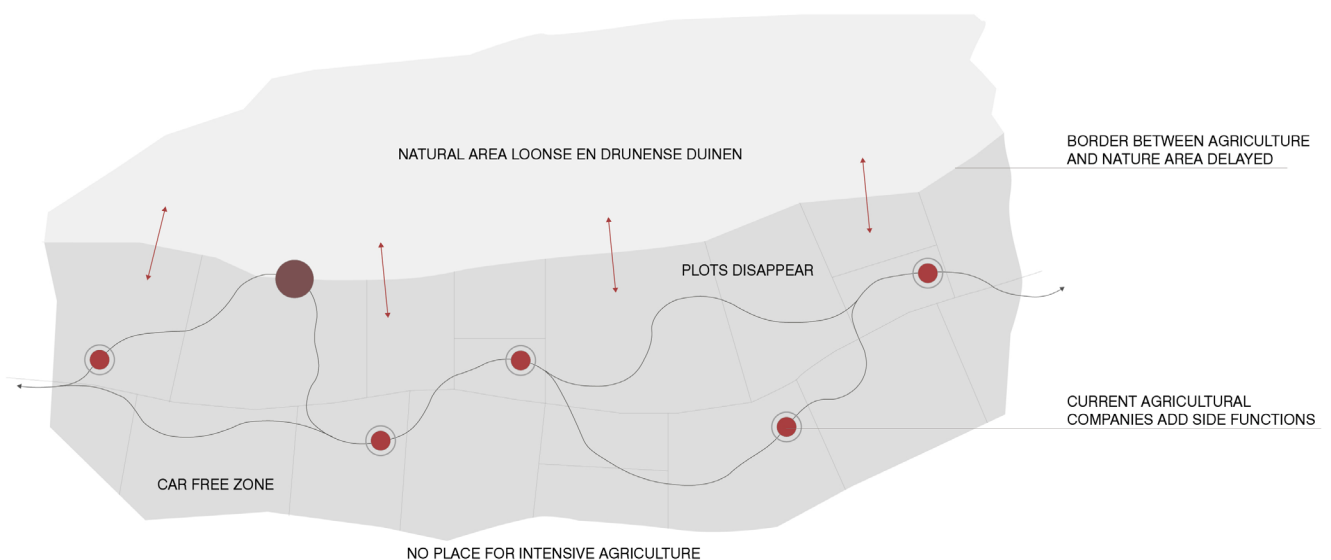 NATURAL AREA LOONSE EN DRUNENSE DUINEN
BORDER BETWEEN AGRICULTURE
AND NATURE AREA DELAYED
PLOTS DISAPPEAR
CURRENT AGRICULTURAL
COMPANIES ADD SIDE FUNCTIONS
CAR FREE ZONE
NO PLACE FOR INTENSIVE AGRICULTURE